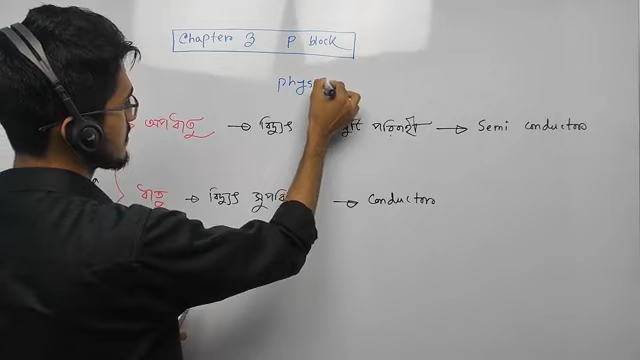 Chapter 3 P block
phys
অপধাতু → বিদ্যুৎ পরিবাহী → Semi conductor
ধাতু → বিদ্যুৎ সুপরি → Conductor